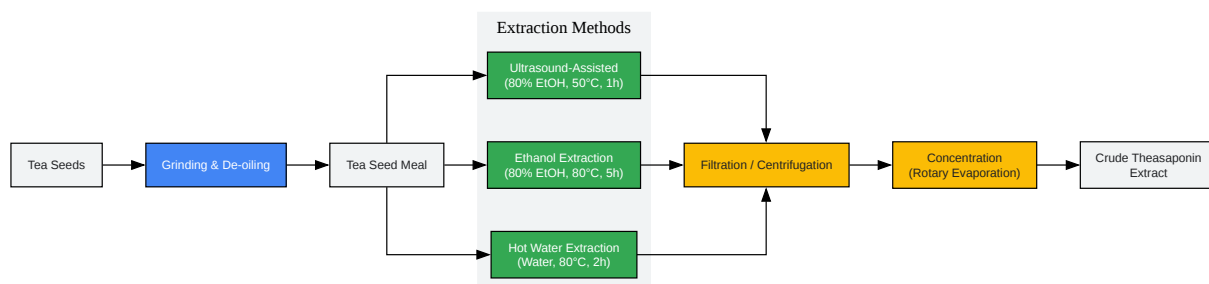 Extraction Methods
Ultrasound-Assisted
(80% EtOH, 50°C, 1h)
Tea Seeds
Grinding & De-oiling
Tea Seed Meal
Ethanol Extraction
(80% EtOH, 80°C, 5h)
Filtration / Centrifugation
Concentration
(Rotary Evaporation)
Crude Theasaponin
Extract
Hot Water Extraction
(Water, 80°C, 2h)